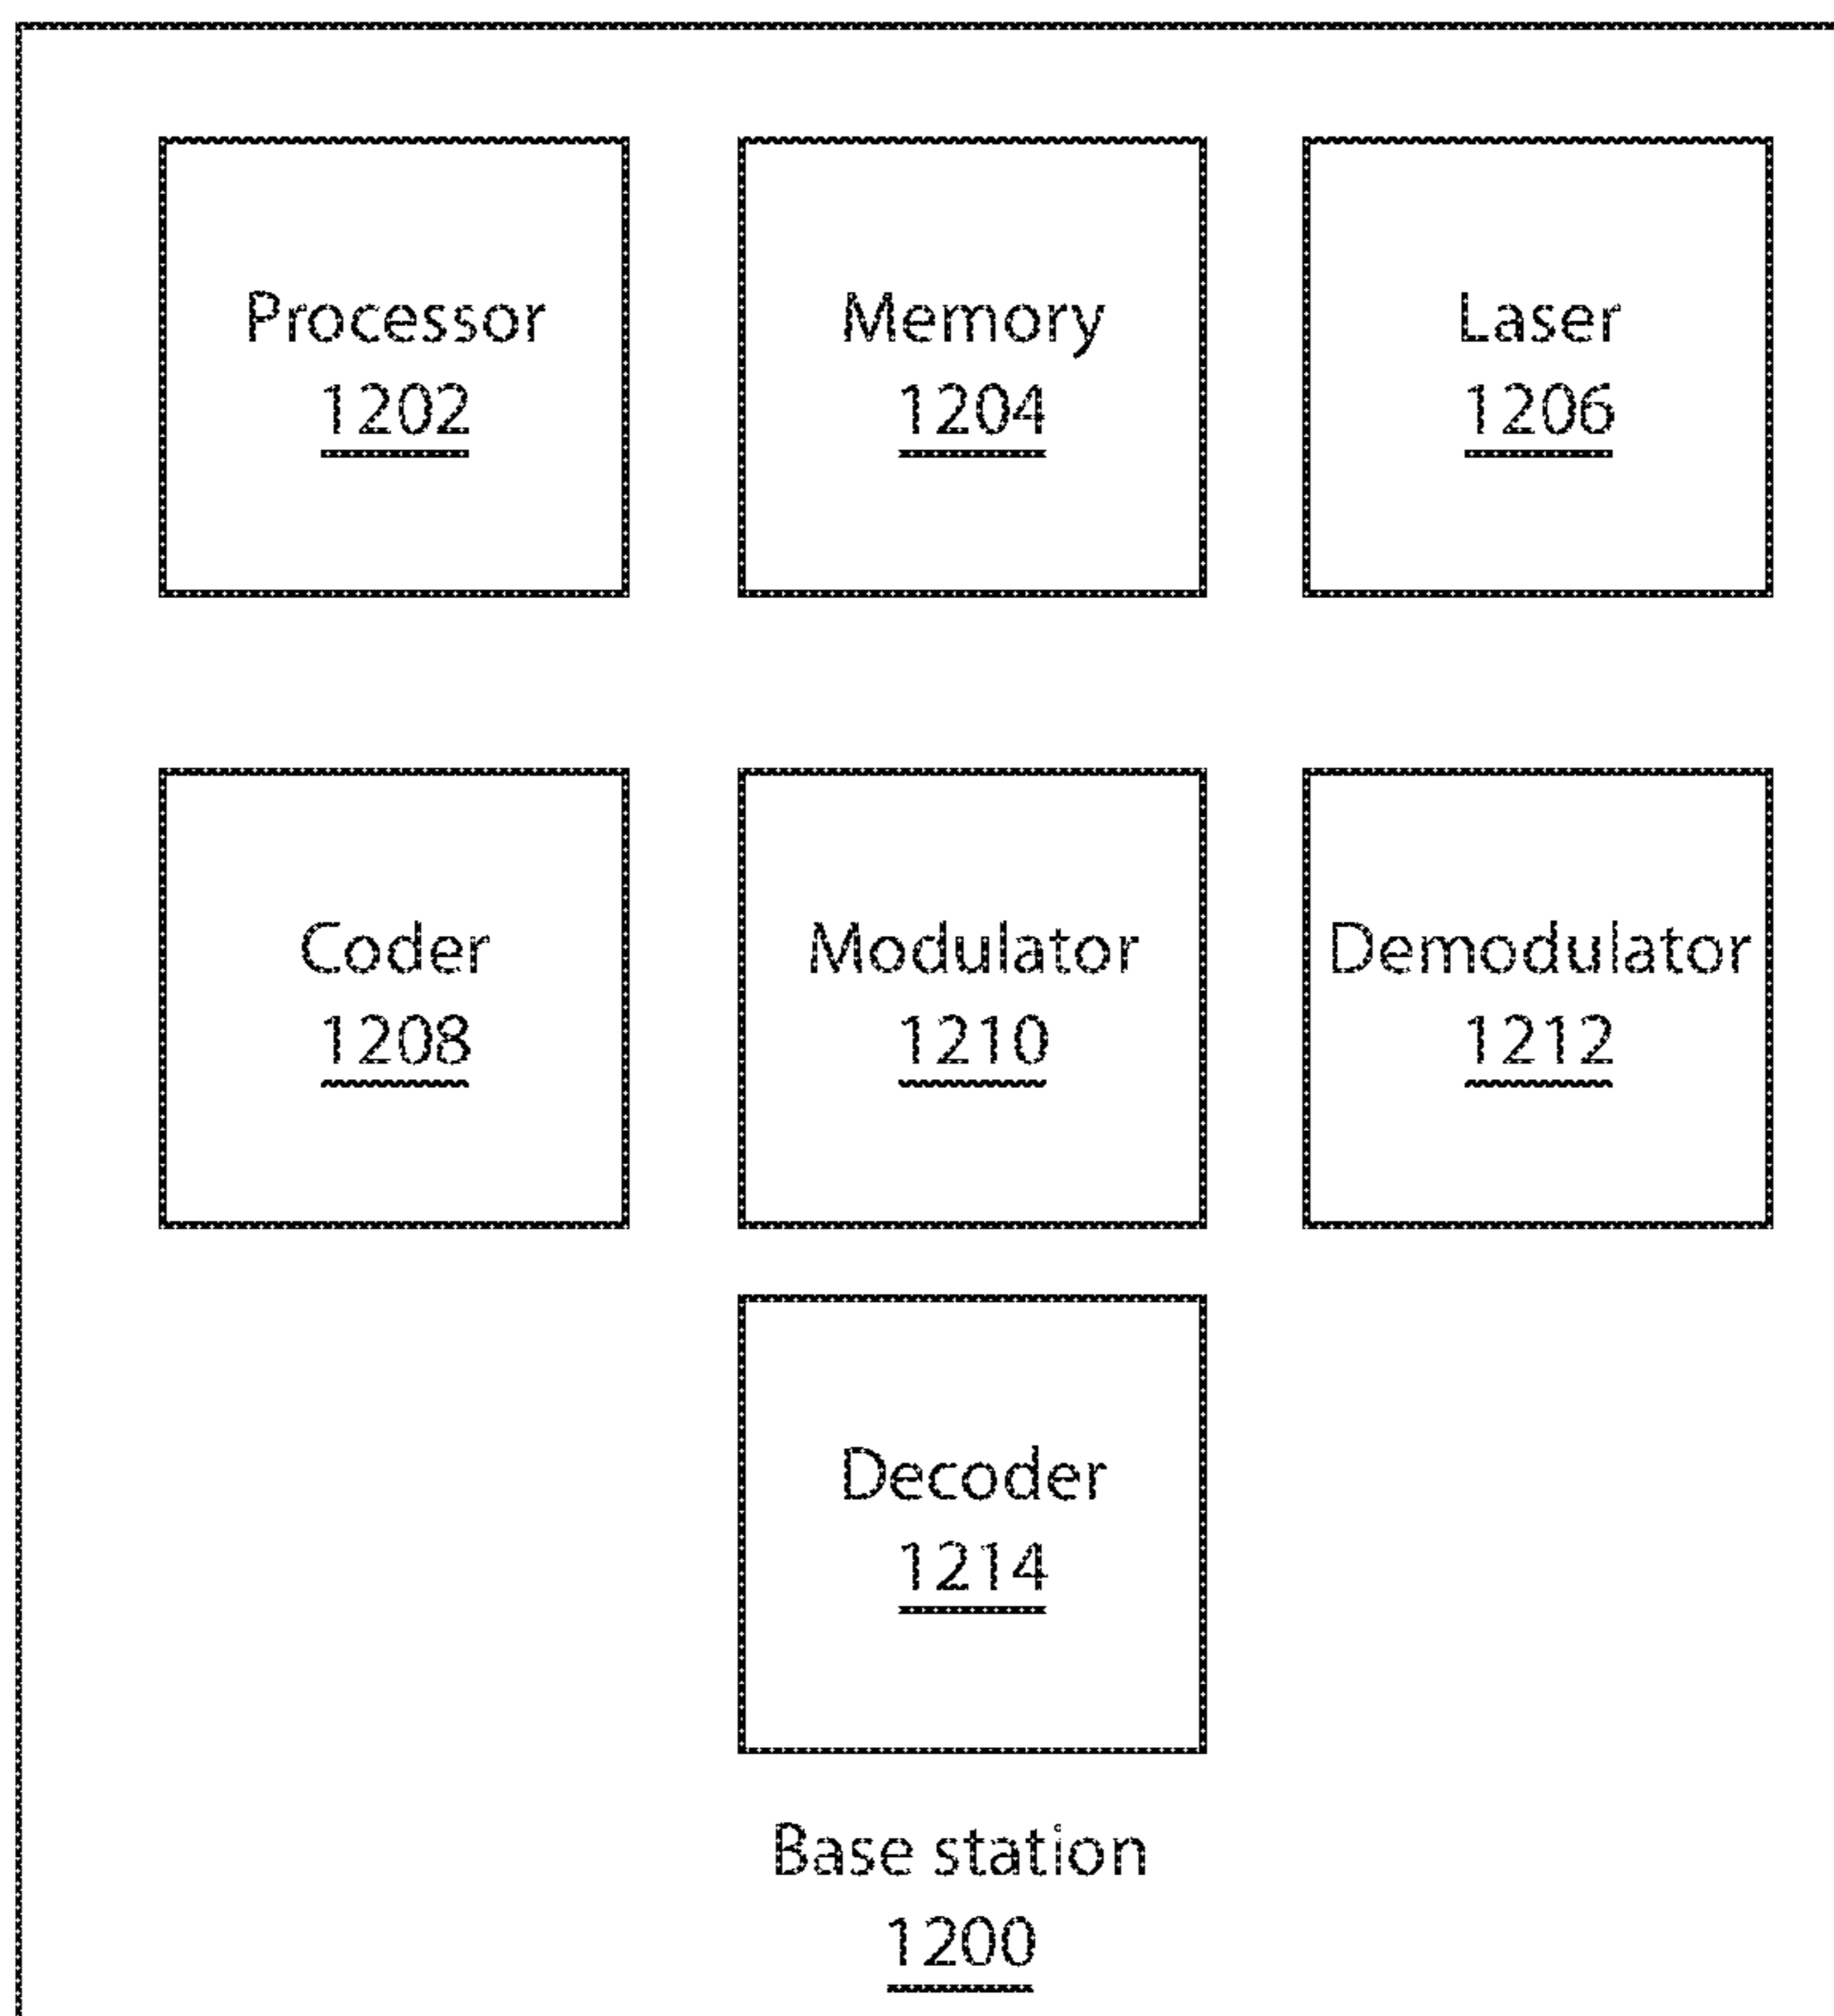 Processor
1202
Memory
1204
Laser
1206
Coder
1208
Modulator
1210
Demodulator
1212
Decoder
1214
Base station
1200